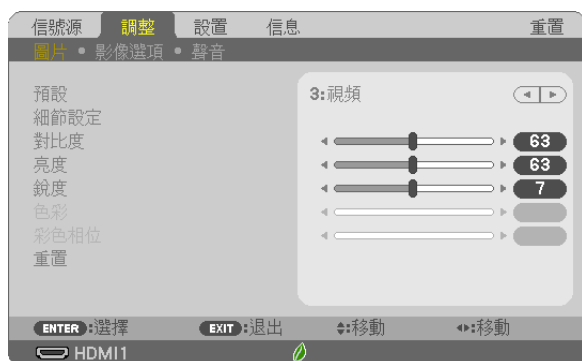 信號源 調整 設置 信息 重置
圖片 • 影像選項 • 聲音
預設 3:視頻
細節設定
對比度 63
亮度 63
銳度 7
色彩
彩色相位
重置
ENTER:選擇 EXIT:退出 :移動 :移動
HDMI1